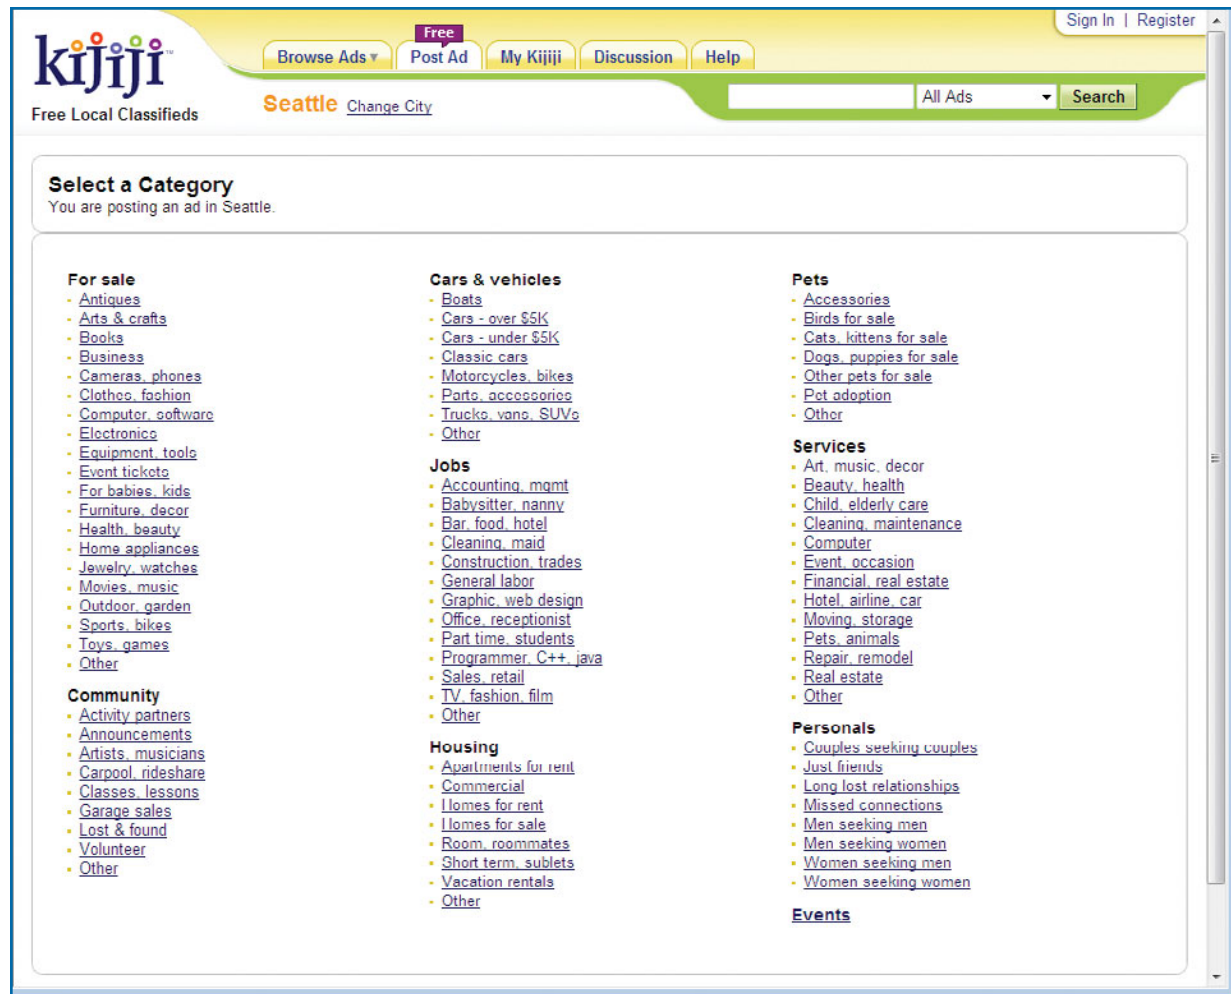 Sign In | Register
kijiji™
Free Local Classifieds
Free
Browse Ads Post Ad My Kijiji Discussion Help
Seattle Change City
All Ads Search
Select a Category
You are posting an ad in Seattle.
For sale
Antiques
Arts & crafts
Books
Business
Cameras, phones
Clothes, fashion
Computer, software
Electronics
Equipment, tools
Event tickets
For babies, kids
Furniture, decor
Health, beauty
Home appliances
Jewelry, watches
Movies, music
Outdoor, garden
Sports, bikes
Toys, games
Other
Community
Activity partners
Announcements
Artists, musicians
Carpool, rideshare
Classes, lessons
Garage sales
Lost & found
Volunteer
Other
Cars & vehicles
Boats
Cars - over $5K
Cars - under $5K
Classic cars
Motorcycles, bikes
Parts, accessories
Trucks, vans, SUVs
Other
Jobs
Accounting, mgmt
Babysitter, nanny
Bar, food, hotel
Cleaning, maid
Construction, trades
General labor
Graphic, web design
Office, receptionist
Part time, students
Programmer, C++, java
Sales, retail
TV, fashion, film
Other
Housing
Apartments for rent
Commercial
Homes for rent
Homes for sale
Room, roommates
Short term, sublets
Vacation rentals
Other
Pets
Accessories
Birds for sale
Cats, kittens for sale
Dogs, puppies for sale
Other pets for sale
Pet adoption
Other
Services
Art, music, decor
Beauty, health
Child, elderly care
Cleaning, maintenance
Computer
Event, occasion
Financial, real estate
Hotel, airline, car
Moving, storage
Pets, animals
Repair, remodel
Real estate
Other
Personals
Couples seeking couples
Just friends
Long lost relationships
Missed connections
Men seeking men
Men seeking women
Women seeking men
Women seeking women
Events